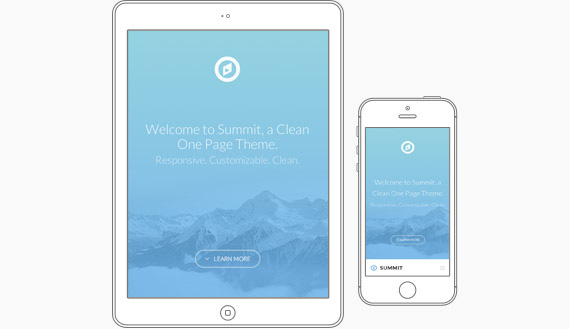 Welcome to Summit, a Clean
One Page Theme.
Responsive. Customizable. Clean.
LEARN MORE
Welcome to Summit, a
Clean One Page Theme.
Responsive. Customizable. Clean.
LEARN MORE
SUMMIT